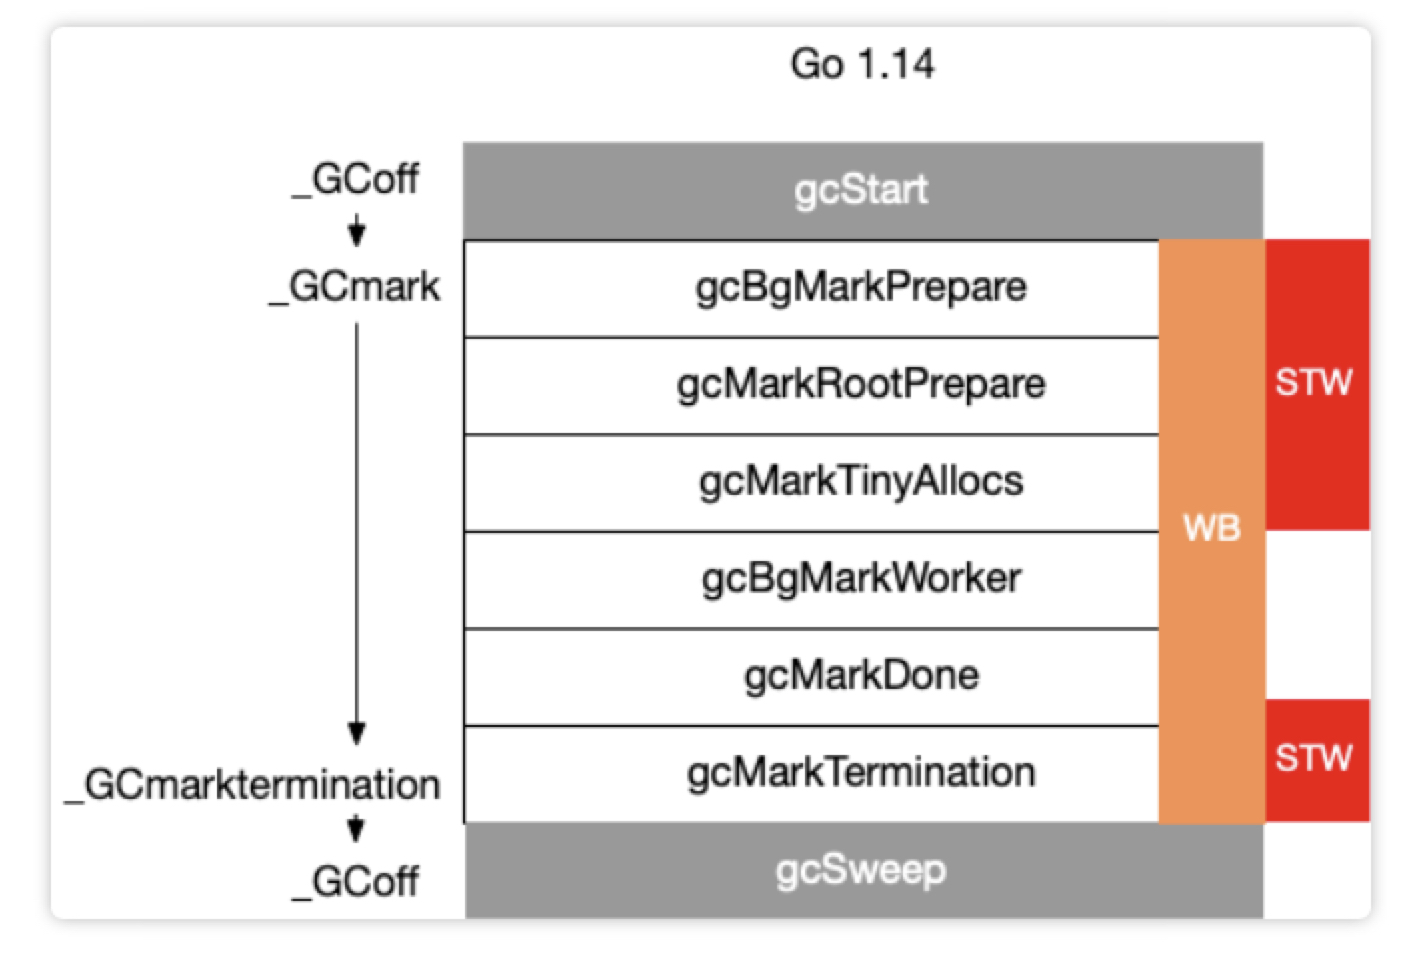 Go 1.14
_GCoff
gcStart
_GCmark
gcBgMarkPrepare
gcMarkRootPrepare
STW
gcMarkTinyAllocs
WB
gcBgMarkWorker
gcMarkDone
_GCmarktermination
gcMarkTermination
STW
_GCoff
gcSweep